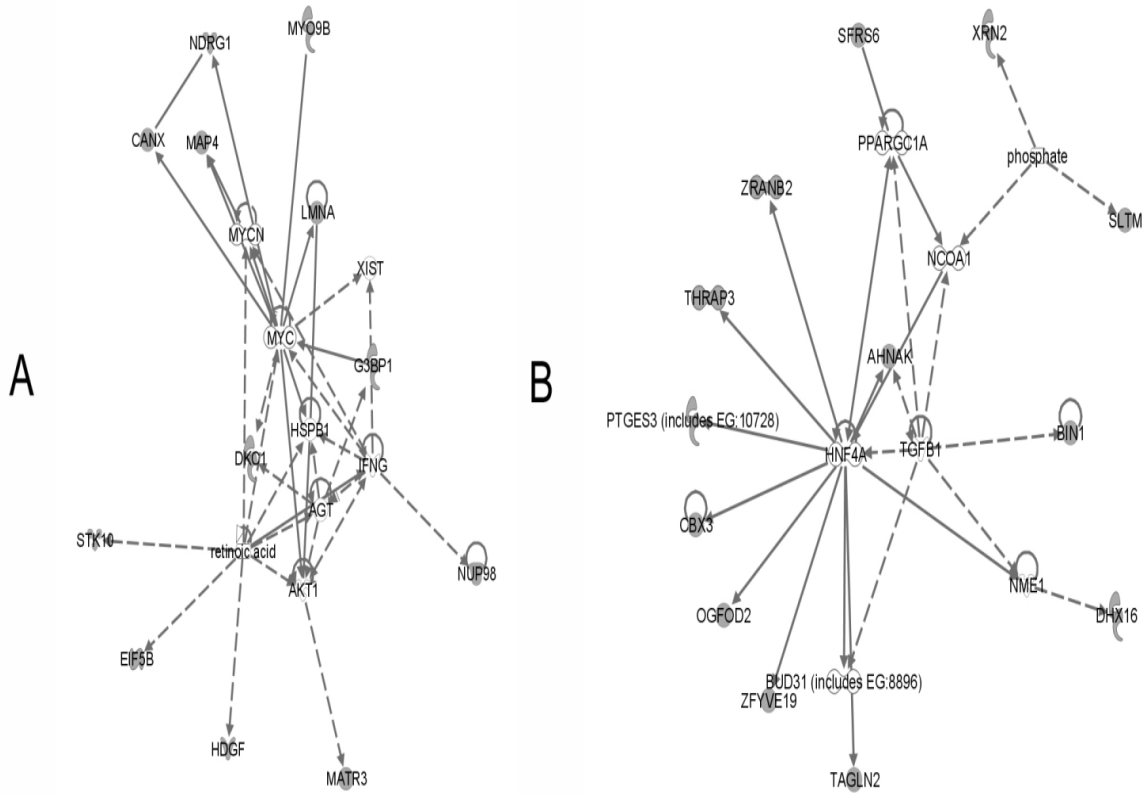 A
MYO9B
NDRG1
CANX
MAP4
LMNA
MYCN
XIST
MYC
G3BP1
HSPB1
DKC1
IFNG
AGT
STK10
retinoic acid
NUP98
AKT1
EIF5B
HDGF
MATR3
B
SFRS6
XRN2
PPARGC1A
phosphate
ZRANB2
SLTM
NCOA1
THRAP3
AHNAK
PTGES3 (includes EG:10728)
BIN1
HNF4A
TGFB1
CBX3
NME1
OGFOD2
DHX16
BUD31 (includes EG:8896)
ZFYVE19
TAGLN2